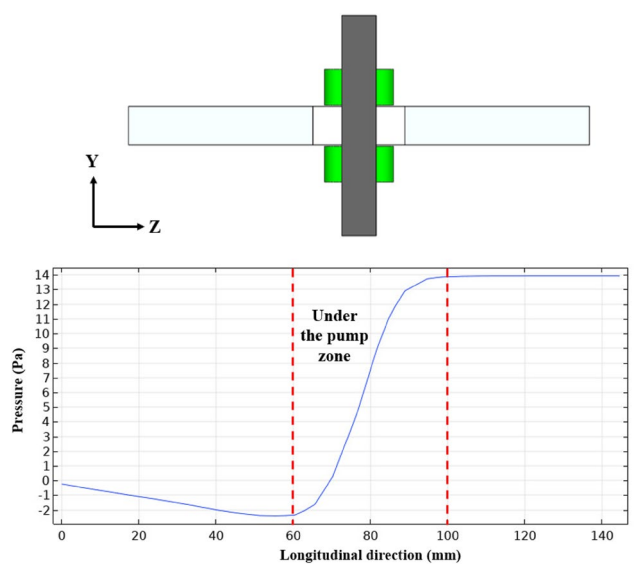 Y
Z
14
13
12
11
10
9
8
7
6
5
4
3
2
1
0
-1
-2
Pressure (Pa)
Under
the pump
zone
0 20 40 60 80 100 120 140
Longitudinal direction (mm)